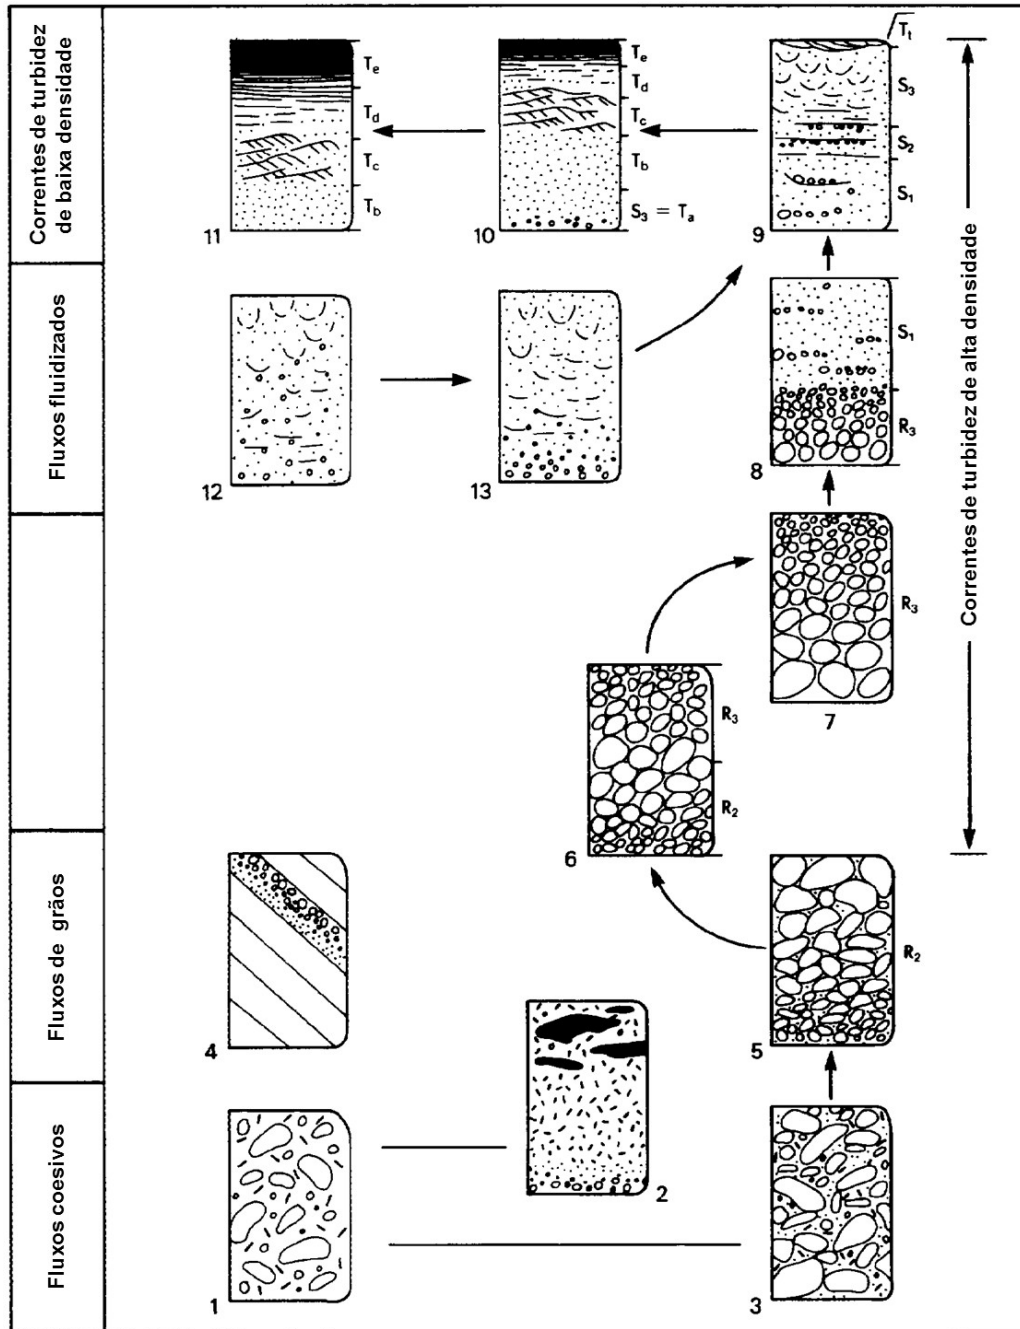 Correntes de turbidez
de baixa densidade
Fluxos fluidizados
Fluxos de grãos
Fluxos coesivos
Te
Td
Tc
Tb
11
Te
Td
Tc
Tb
S3 = Ta
10
Tt
S3
S2
S1
9
12
13
S1
R3
8
R3
7
R3
R2
6
4
R2
5
2
1
3
Correntes de turbidez de alta densidade